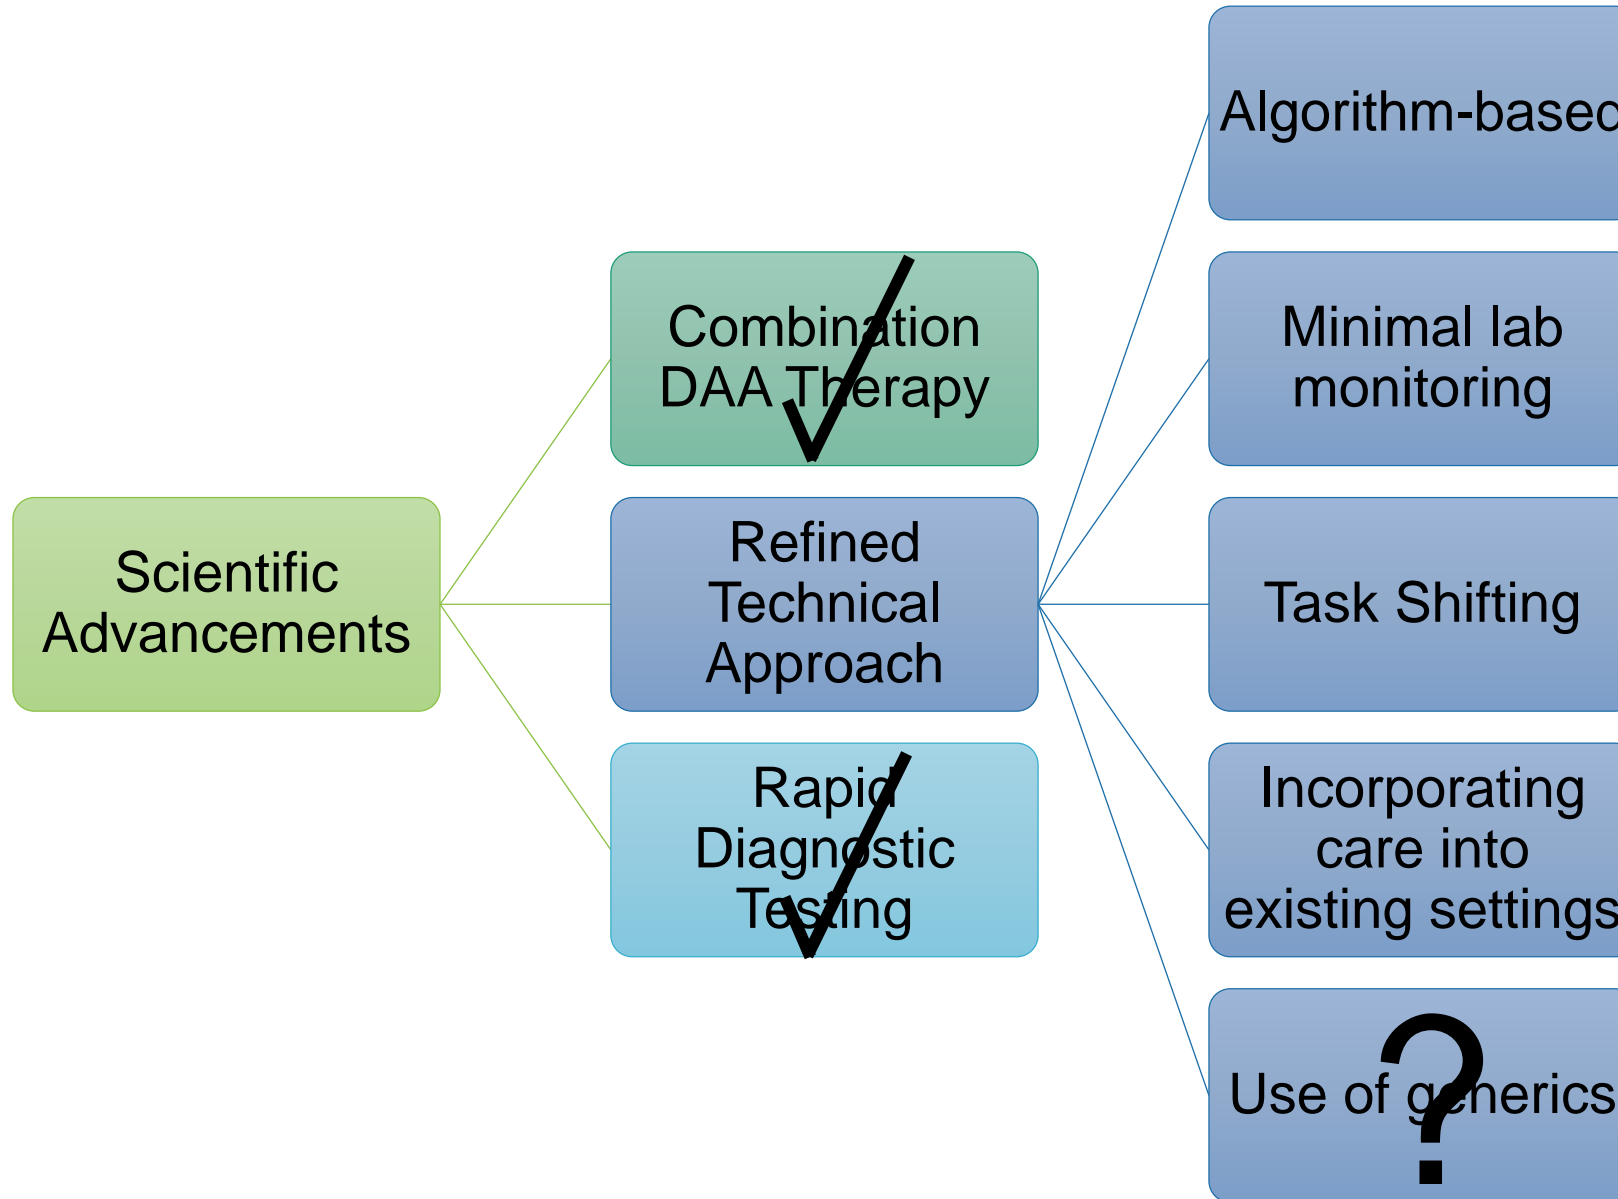 Scientific
Advancements
Combination
DAA Therapy
Refined
Technical
Approach
Rapid
Diagnostic
Testing
Algorithm-based
Minimal lab
monitoring
Task Shifting
Incorporating
care into
existing settings
Use of generics
?